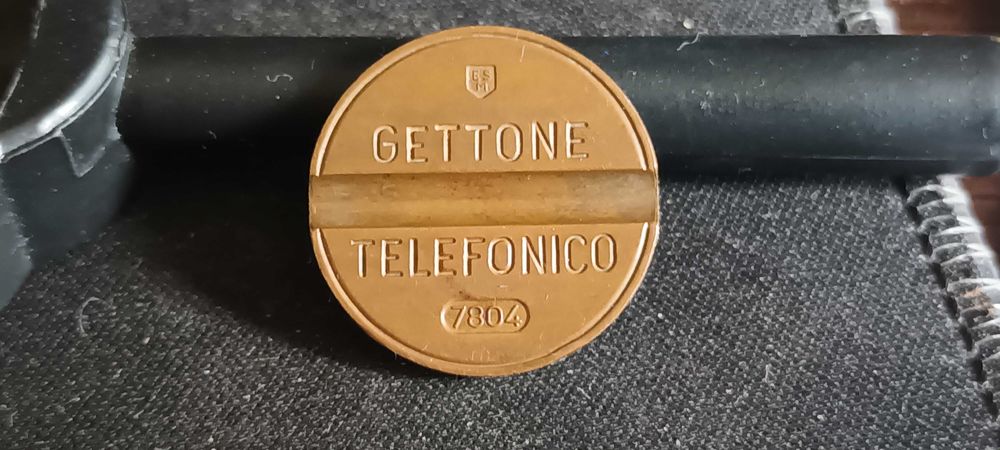 ESM
GETTONE
TELEFONICO
7804